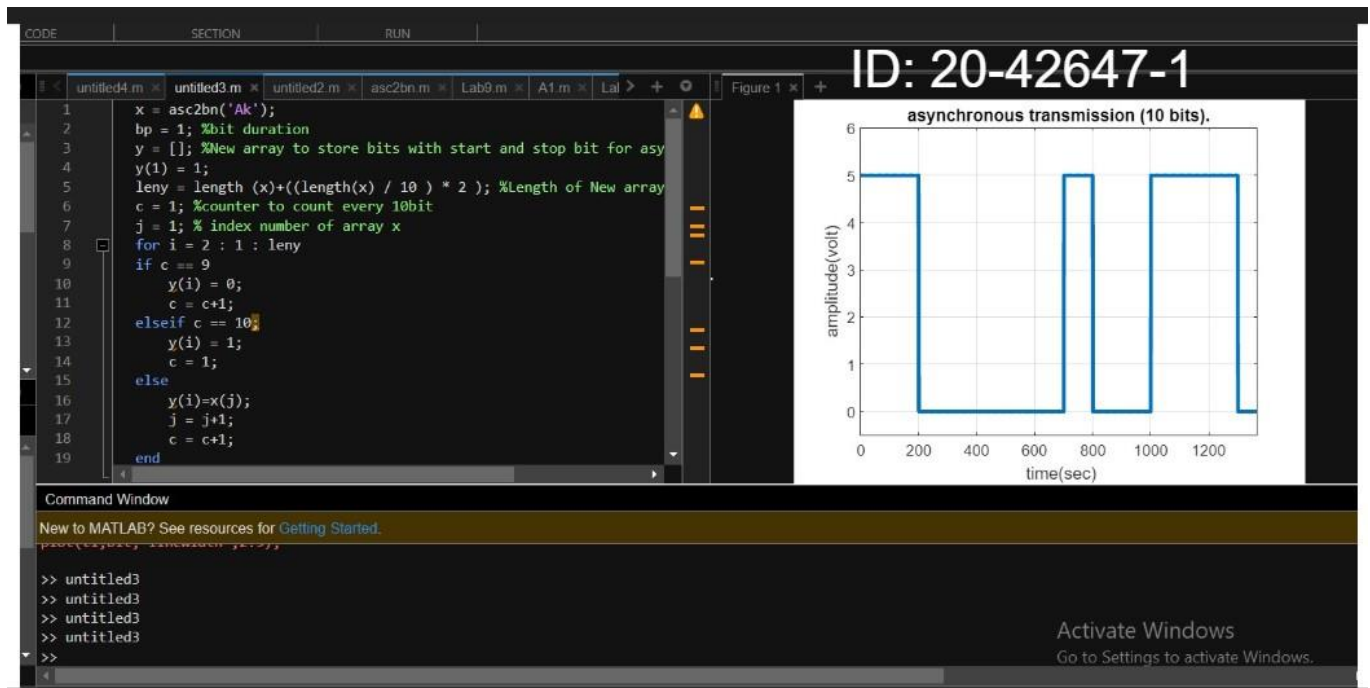 CODE SECTION RUN
ID: 20-42647-1
untitled4.m × untitled3.m × untitled2.m × asc2bn.m × Lab9.m × A1.m × Lal
1 x = asc2bn('Ak');
2 bp = 1; %bit duration
3 y = []; %New array to store bits with start and stop bit for asy
4 y(1) = 1;
5 leny = length (x)+((length(x) / 10 ) * 2 ); %Length of New array
6 c = 1; %counter to count every 10bit
7 j = 1; % index number of array x
8 for i = 2 : 1 : leny
9 if c == 9
10 y(i) = 0;
11 c = c+1;
12 elseif c == 10;
13 y(i) = 1;
14 c = 1;
15 else
16 y(i)=x(j);
17 j = j+1;
18 c = c+1;
19 end
Figure 1 ×
asynchronous transmission (10 bits).
amplitude(volt)
6
5
4
3
2
1
0
0 200 400 600 800 1000 1200
time(sec)
Command Window
New to MATLAB? See resources for Getting Started.
>> untitled3
>> untitled3
>> untitled3
>> untitled3
>>
Activate Windows
Go to Settings to activate Windows.